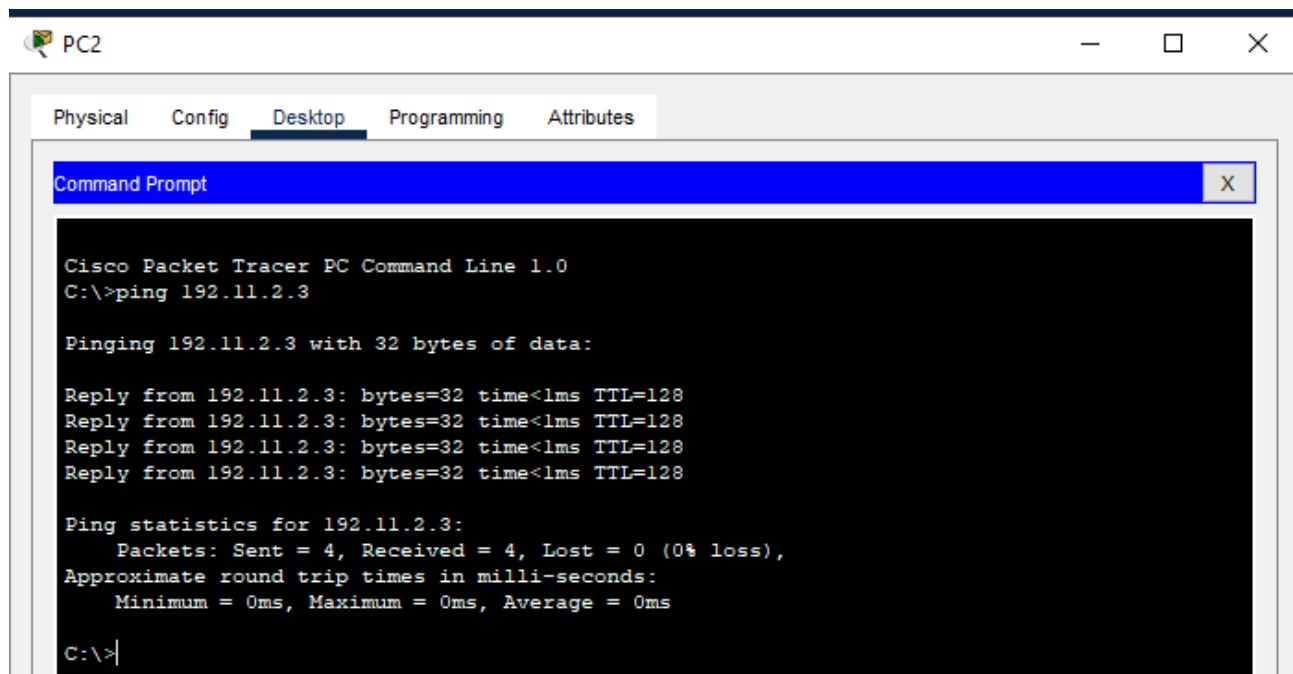 PC2
Physical Config Desktop Programming Attributes
Command Prompt
X
Cisco Packet Tracer PC Command Line 1.0
C:\>ping 192.11.2.3
Pinging 192.11.2.3 with 32 bytes of data:
Reply from 192.11.2.3: bytes=32 time<1ms TTL=128
Reply from 192.11.2.3: bytes=32 time<1ms TTL=128
Reply from 192.11.2.3: bytes=32 time<1ms TTL=128
Reply from 192.11.2.3: bytes=32 time<1ms TTL=128
Ping statistics for 192.11.2.3:
Packets: Sent = 4, Received = 4, Lost = 0 (0% loss),
Approximate round trip times in milli-seconds:
Minimum = 0ms, Maximum = 0ms, Average = 0ms
C:\>